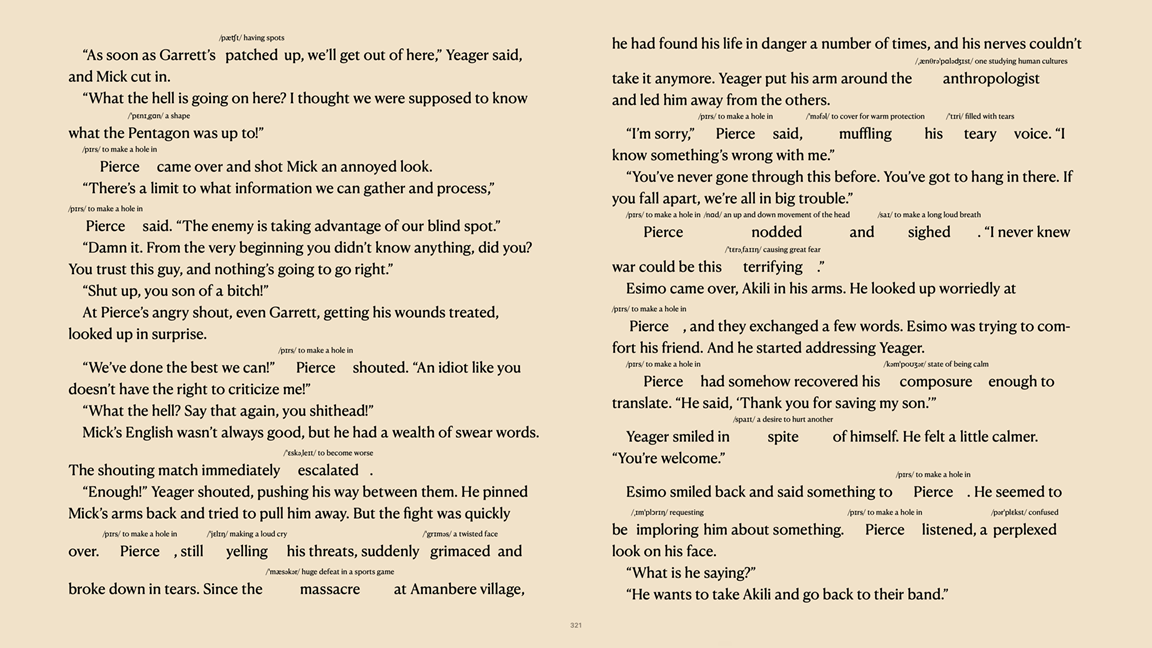 /pætʃt/ having spots
“As soon as Garrett’s patched up, we’ll get out of here,” Yeager said,
and Mick cut in.
“What the hell is going on here? I thought we were supposed to know
/ˈpɛntˌgɑn/ a shape
what the Pentagon was up to!”
/pɪrs/ to make a hole in
Pierce came over and shot Mick an annoyed look.
“There’s a limit to what information we can gather and process,”
/pɪrs/ to make a hole in
Pierce said. “The enemy is taking advantage of our blind spot.”
“Damn it. From the very beginning you didn’t know anything, did you?
You trust this guy, and nothing’s going to go right.”
“Shut up, you son of a bitch!”
At Pierce’s angry shout, even Garrett, getting his wounds treated,
looked up in surprise.
/pɪrs/ to make a hole in
“We’ve done the best we can!” Pierce shouted. “An idiot like you
doesn’t have the right to criticize me!”
“What the hell? Say that again, you shithead!”
Mick’s English wasn’t always good, but he had a wealth of swear words.
/ˈɛskəˌleɪt/ to become worse
The shouting match immediately escalated .
“Enough!” Yeager shouted, pushing his way between them. He pinned
Mick’s arms back and tried to pull him away. But the fight was quickly
/pɪrs/ to make a hole in /ˈjɛlɪŋ/ making a loud cry /ˈgrɪməs/ a twisted face
over. Pierce , still yelling his threats, suddenly grimaced and
/ˈmæsəkər/ huge defeat in a sports game
broke down in tears. Since the massacre at Amanbere village,
he had found his life in danger a number of times, and his nerves couldn’t
/ˌænθrəˈpɑlədʒɪst/ one studying human cultures
take it anymore. Yeager put his arm around the anthropologist
and led him away from the others.
/pɪrs/ to make a hole in /ˈməfəl/ to cover for warm protection /ˈtɪri/ filled with tears
“I’m sorry,” Pierce said, muffling his teary voice. “I
know something’s wrong with me.”
“You’ve never gone through this before. You’ve got to hang in there. If
you fall apart, we’re all in big trouble.”
/pɪrs/ to make a hole in /nɑd/ an up and down movement of the head /saɪ/ to make a long loud breath
Pierce nodded and sighed . “I never knew
/ˈtɛrəˌfaɪɪŋ/ causing great fear
war could be this terrifying .”
Esimo came over, Akili in his arms. He looked up worriedly at
/pɪrs/ to make a hole in
Pierce , and they exchanged a few words. Esimo was trying to com-
fort his friend. And he started addressing Yeager.
/pɪrs/ to make a hole in /kəmˈpoʊʒər/ state of being calm
Pierce had somehow recovered his composure enough to
translate. “He said, ‘Thank you for saving my son.’”
/spaɪt/ a desire to hurt another
Yeager smiled in spite of himself. He felt a little calmer.
“You’re welcome.”
/pɪrs/ to make a hole in
Esimo smiled back and said something to Pierce . He seemed to
/ˌɪmˈplɔrɪŋ/ requesting /pɪrs/ to make a hole in /pərˈplɛkst/ confused
be imploring him about something. Pierce listened, a perplexed
look on his face.
“What is he saying?”
“He wants to take Akili and go back to their band.”
321